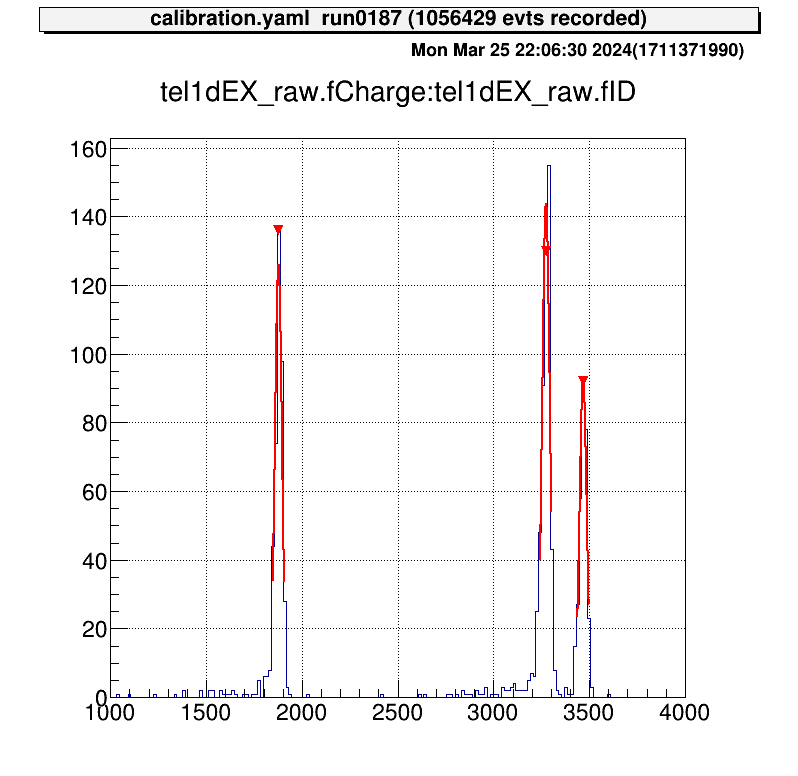 calibration.yaml run0187 (1056429 evts recorded)
Mon Mar 25 22:06:30 2024(1711371990)
tel1dEX_raw.fCharge:tel1dEX_raw.fID
160
140
120
100
80
60
40
20
0
1000 1500 2000 2500 3000 3500 4000